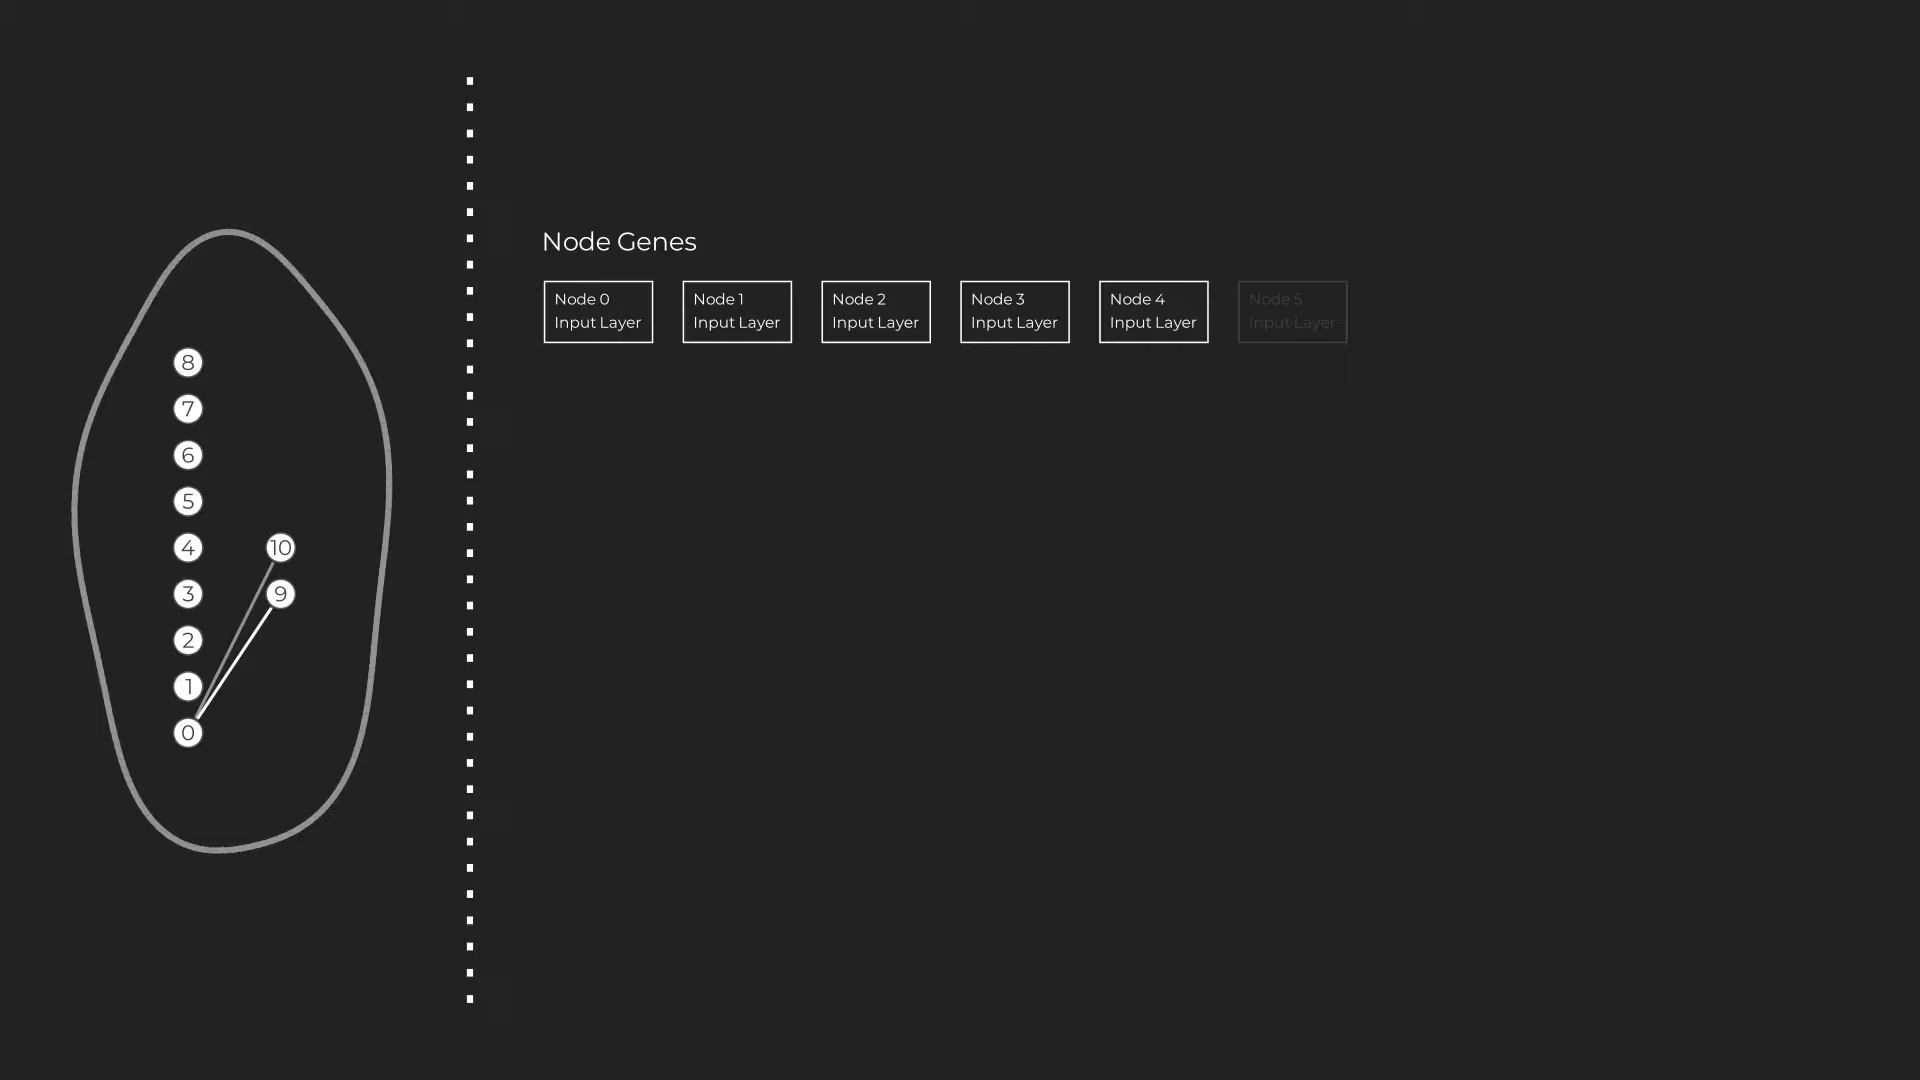 Node Genes
Node 0
Input Layer
Node 1
Input Layer
Node 2
Input Layer
Node 3
Input Layer
Node 4
Input Layer
Node 5
Input Layer
8
7
6
5
4
10
3
9
2
1
0